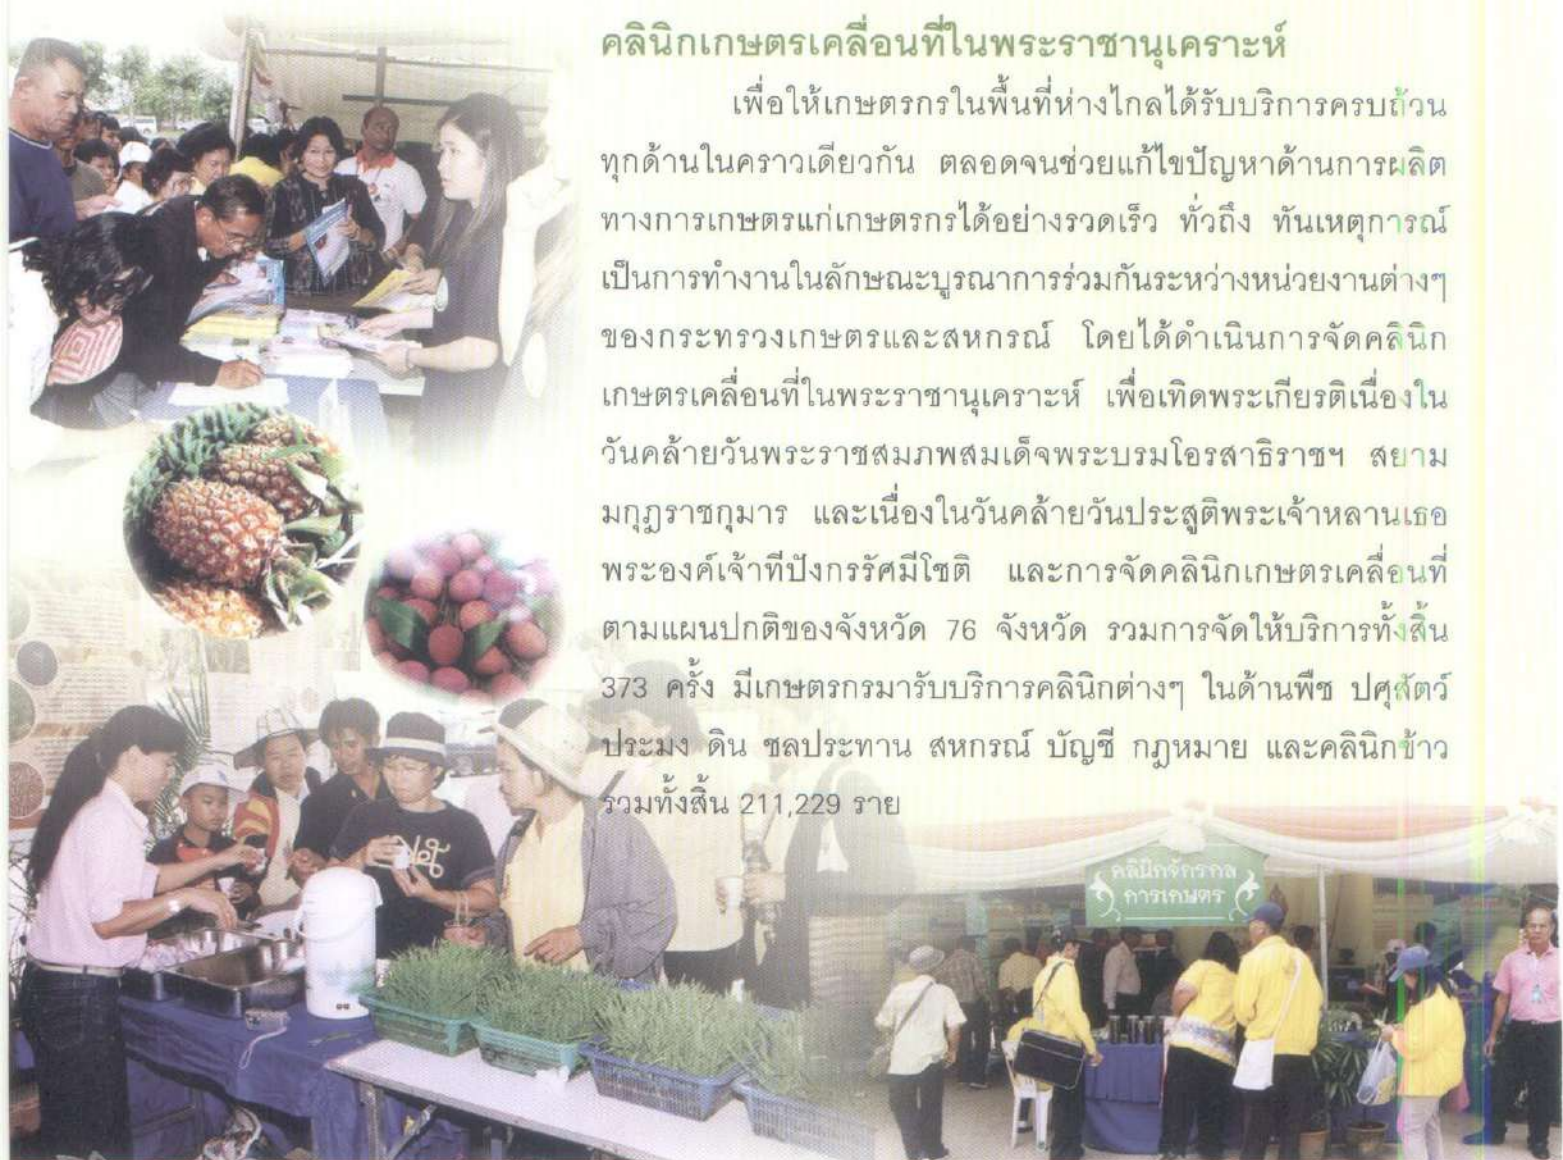 คลินิกเกษตรเคลื่อนที่ในพระราชานุเคราะห์
เพื่อให้เกษตรกรในพื้นที่ห่างไกลได้รับบริการครบถ้วน
ทุกด้านในคราวเดียวกัน ตลอดจนช่วยแก้ไขปัญหาด้านการผลิต
ทางการเกษตรแก่เกษตรกรได้อย่างรวดเร็ว ทั่วถึง ทันเหตุการณ์
เป็นการทำงานในลักษณะบูรณาการร่วมกันระหว่างหน่วยงานต่างๆ
ของกระทรวงเกษตรและสหกรณ์ โดยได้ดำเนินการจัดคลินิก
เกษตรเคลื่อนที่ในพระราชานุเคราะห์ เพื่อเทิดพระเกียรติเนื่องใน
วันคล้ายวันพระราชสมภพสมเด็จพระบรมโอรสาธิราชฯ สยาม
มกุฎราชกุมาร และเนื่องในวันคล้ายวันประสูติพระเจ้าหลานเธอ
พระองค์เจ้าทีปังกรรัศมีโชติ และการจัดคลินิกเกษตรเคลื่อนที่
ตามแผนปกติของจังหวัด 76 จังหวัด รวมการจัดให้บริการทั้งสิ้น
373 ครั้ง มีเกษตรกรมารับบริการคลินิกต่างๆ ในด้านพืช ปศุสัตว์
ประมง ดิน ชลประทาน สหกรณ์ บัญชี กฎหมาย และคลินิกข้าว
รวมทั้งสิ้น 211,229 ราย
คลินิกจักรกล
การเกษตร